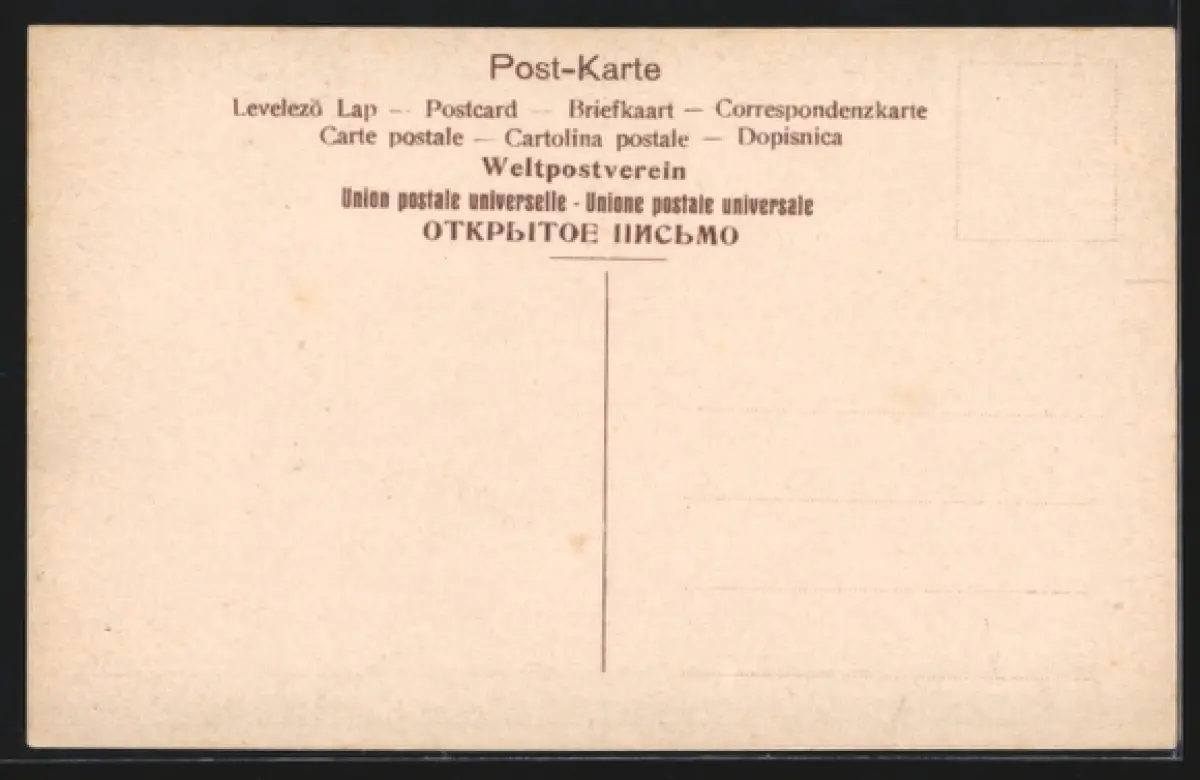 Post-Karte
Levelezö Lap — Postcard — Briefkaart — Correspondenzkarte
Carte postale — Cartolina postale — Dopisnica
Weltpostverein
Union postale universelle - Unione postale universale
ОТКРЫТОЕ ПИСЬМО